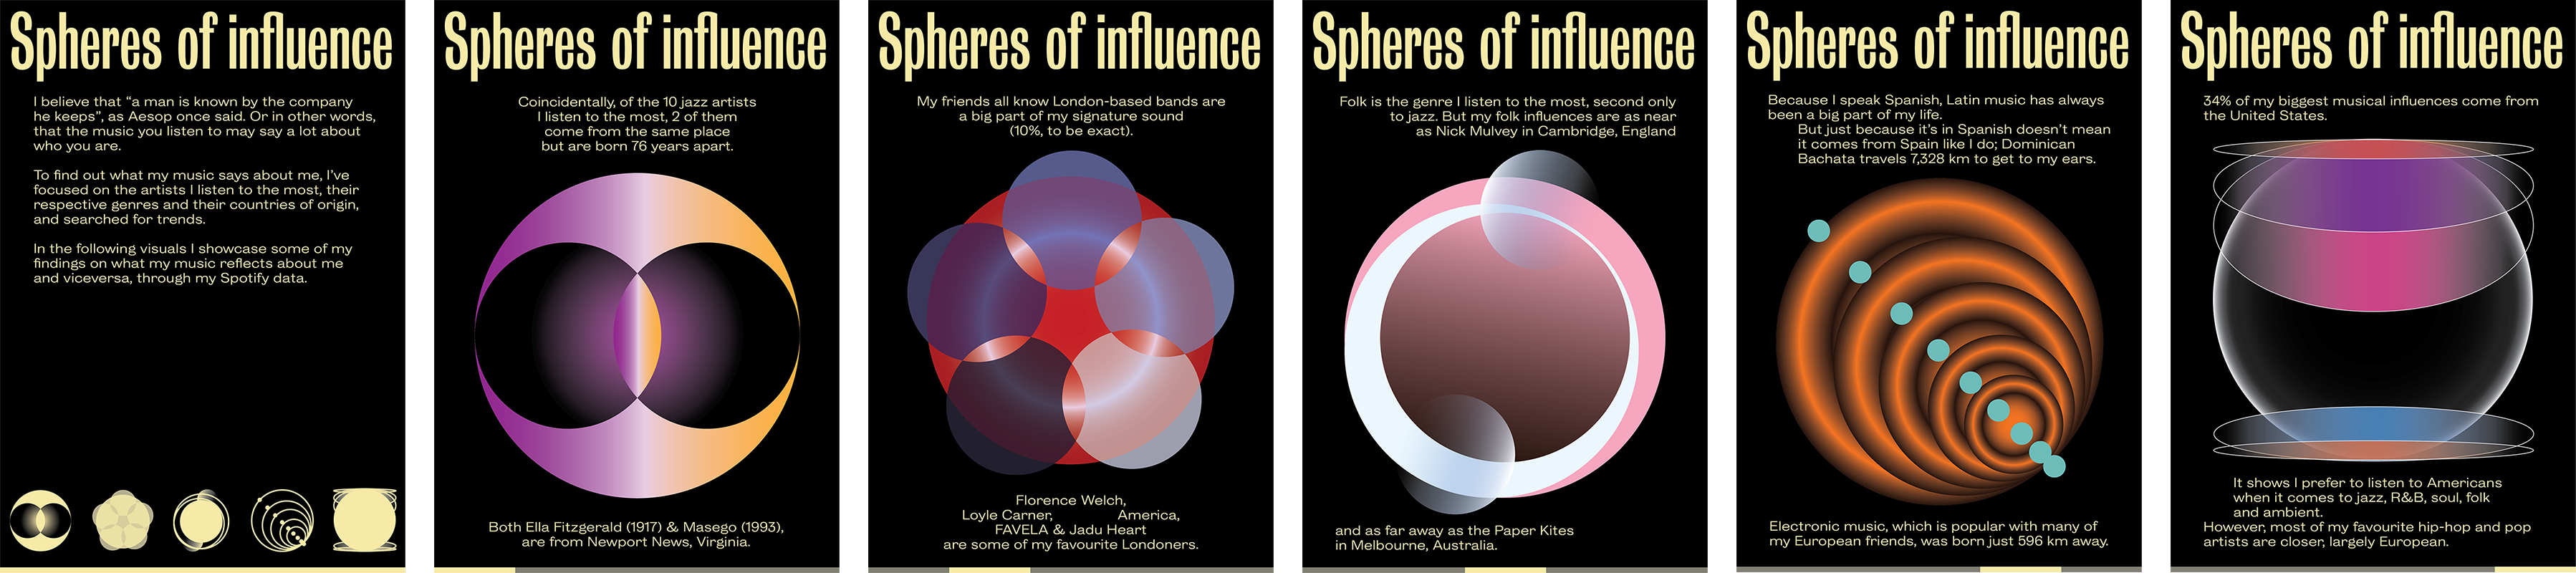 Spheres of influence
I believe that “a man is known by the company
he keeps”, as Aesop once said. Or in other words,
that the music you listen to may say a lot about
who you are.
To find out what my music says about me, I’ve
focused on the artists I listen to the most, their
respective genres and their countries of origin,
and searched for trends.
In the following visuals I showcase some of my
findings on what my music reflects about me
and viceversa, through my Spotify data.
Spheres of influence
Coincidentally, of the 10 jazz artists
I listen to the most, 2 of them
come from the same place
but are born 76 years apart.
Both Ella Fitzgerald (1917) & Masego (1993),
are from Newport News, Virginia.
Spheres of influence
My friends all know London-based bands are
a big part of my signature sound
(10%, to be exact).
Florence Welch,
Loyle Carner, America,
FAVELA & Jadu Heart
are some of my favourite Londoners.
Spheres of influence
Folk is the genre I listen to the most, second only
to jazz. But my folk influences are as near
as Nick Mulvey in Cambridge, England
and as far away as the Paper Kites
in Melbourne, Australia.
Spheres of influence
Because I speak Spanish, Latin music has always
been a big part of my life.
But just because it’s in Spanish doesn’t mean
it comes from Spain like I do; Dominican
Bachata travels 7,328 km to get to my ears.
Electronic music, which is popular with many of
my European friends, was born just 596 km away.
Spheres of influence
34% of my biggest musical influences come from
the United States.
It shows I prefer to listen to Americans
when it comes to jazz, R&B, soul, folk
and ambient.
However, most of my favourite hip-hop and pop
artists are closer, largely European.